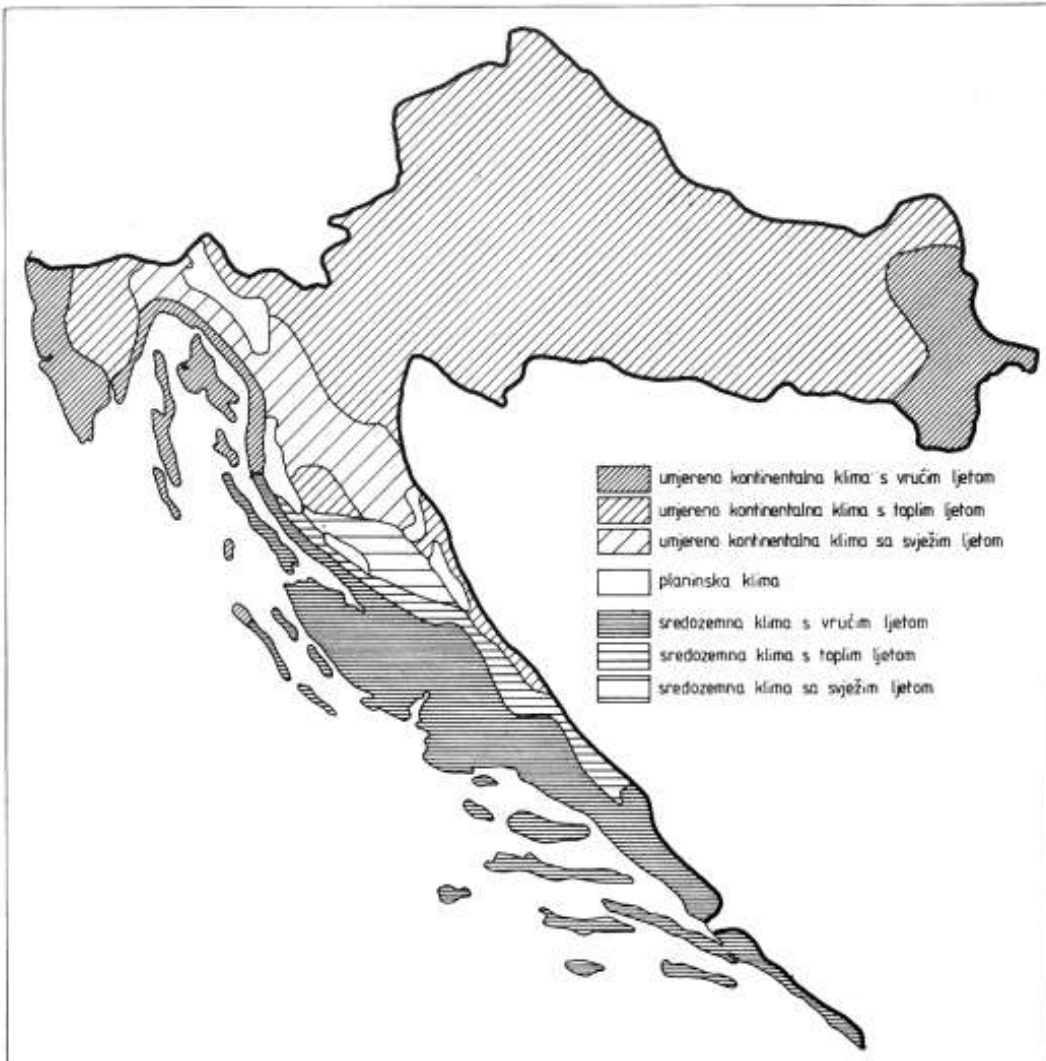 umjereno kontinentalna klima s vrućim ljetom
umjereno kontinentalna klima s toplim ljetom
umjereno kontinentalna klima sa svježim ljetom
planinska klima
sredozemna klima s vrućim ljetom
sredozemna klima s toplim ljetom
sredozemna klima sa svježim ljetom